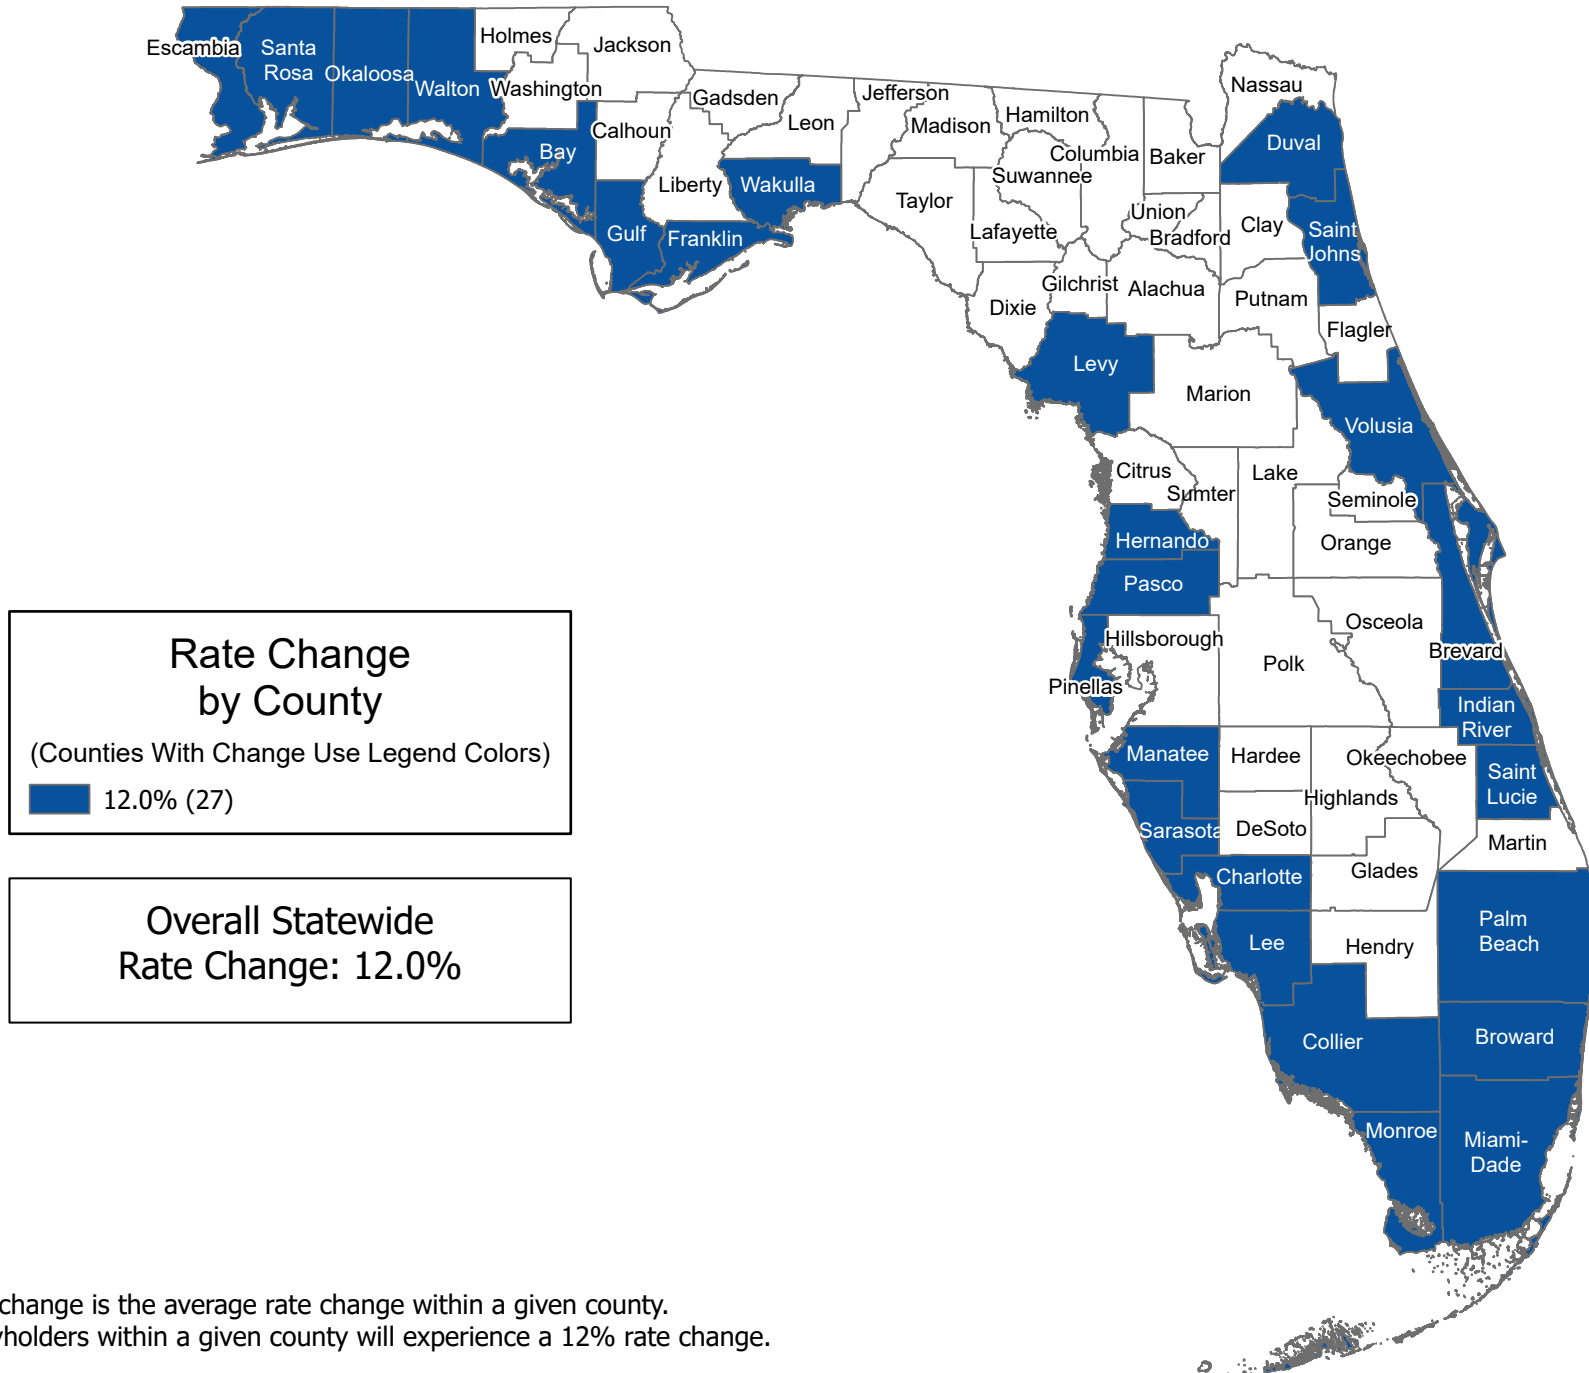 Holmes
Jackson
Escambia
Santa
Rosa
Okaloosa
Walton
Washington
Nassau
Gadsden
Jefferson
Leon
Madison
Hamilton
Calhoun
Bay
Columbia
Baker
Duval
Suwannee
Liberty
Wakulla
Taylor
Union
Clay
Saint
Johns
Lafayette
Bradford
Gulf
Franklin
Gilchrist
Alachua
Putnam
Dixie
Flagler
Levy
Marion
Volusia
Citrus
Lake
Sumter
Seminole
Hernando
Orange
Pasco
Osceola
Hillsborough
Brevard
Polk
Pinellas
Indian
River
Manatee
Hardee
Okeechobee
Saint
Lucie
Highlands
Sarasota
DeSoto
Martin
Glades
Charlotte
Palm
Beach
Lee
Hendry
Collier
Broward
Monroe
Miami-
Dade
Rate Change
by County
(Counties With Change Use Legend Colors)
12.0% (27)
Overall Statewide
Rate Change: 12.0%
change is the average rate change within a given county.
holders within a given county will experience a 12% rate change.